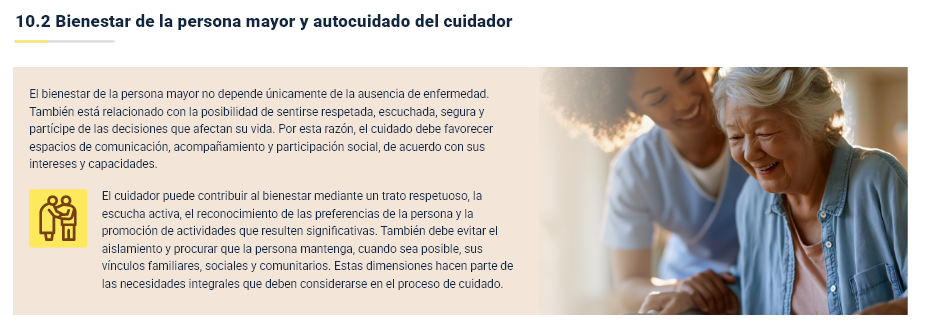 10.2 Bienestar de la persona mayor y autocuidado del cuidador
El bienestar de la persona mayor no depende únicamente de la ausencia de enfermedad.
También está relacionado con la posibilidad de sentirse respetada, escuchada, segura y
partícipe de las decisiones que afectan su vida. Por esta razón, el cuidado debe favorecer
espacios de comunicación, acompañamiento y participación social, de acuerdo con sus
intereses y capacidades.
El cuidador puede contribuir al bienestar mediante un trato respetuoso, la
escucha activa, el reconocimiento de las preferencias de la persona y la
promoción de actividades que resulten significativas. También debe evitar el
aislamiento y procurar que la persona mantenga, cuando sea posible, sus
vínculos familiares, sociales y comunitarios. Estas dimensiones hacen parte de
las necesidades integrales que deben considerarse en el proceso de cuidado.